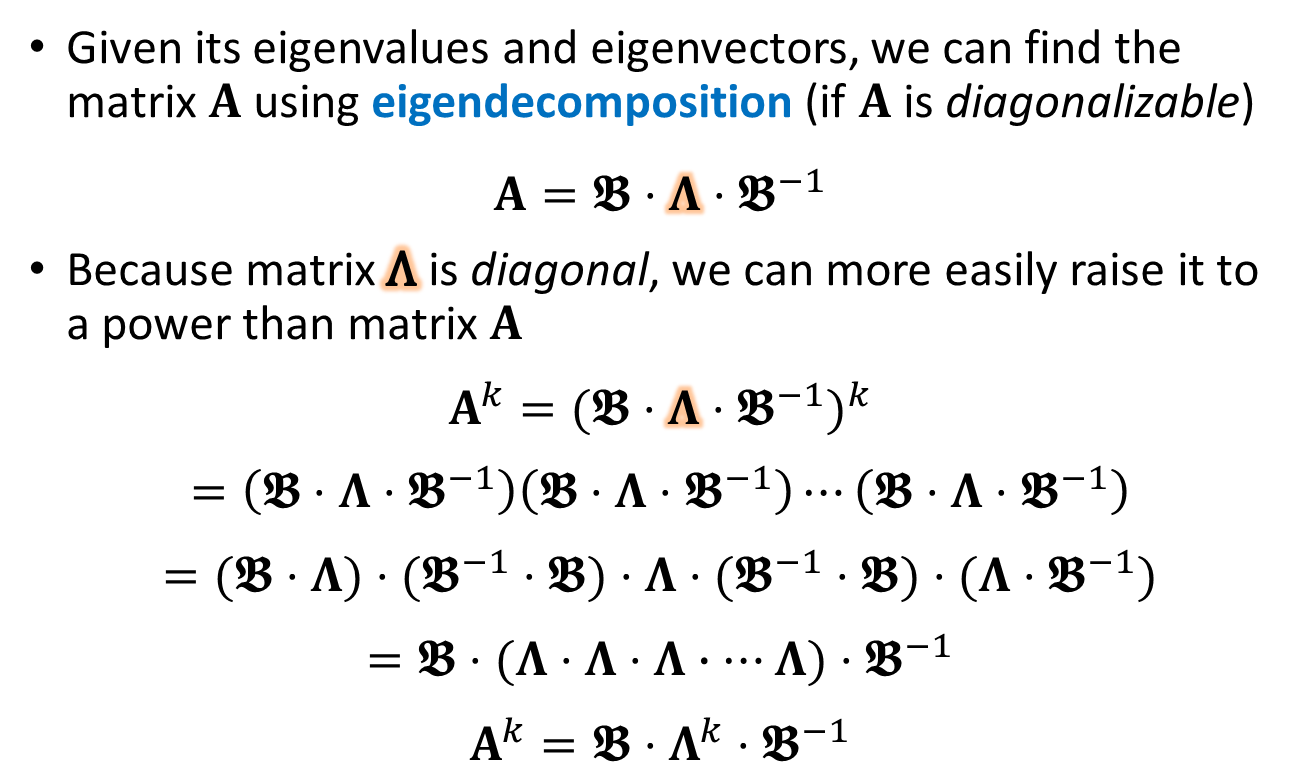 • Given its eigenvalues and eigenvectors, we can find the
matrix 𝐀 using eigendecomposition (if 𝐀 is diagonalizable)
𝐀 = 𝕭 · 𝚲 · 𝕭⁻¹
• Because matrix 𝚲 is diagonal, we can more easily raise it to
a power than matrix 𝐀
𝐀ᵏ = (𝕭 · 𝚲 · 𝕭⁻¹)ᵏ
= (𝕭 · 𝚲 · 𝕭⁻¹)(𝕭 · 𝚲 · 𝕭⁻¹) ⋯ (𝕭 · 𝚲 · 𝕭⁻¹)
= (𝕭 · 𝚲) · (𝕭⁻¹ · 𝕭) · 𝚲 · (𝕭⁻¹ · 𝕭) · (𝚲 · 𝕭⁻¹)
= 𝕭 · (𝚲 · 𝚲 · 𝚲 · ⋯ 𝚲) · 𝕭⁻¹
𝐀ᵏ = 𝕭 · 𝚲ᵏ · 𝕭⁻¹